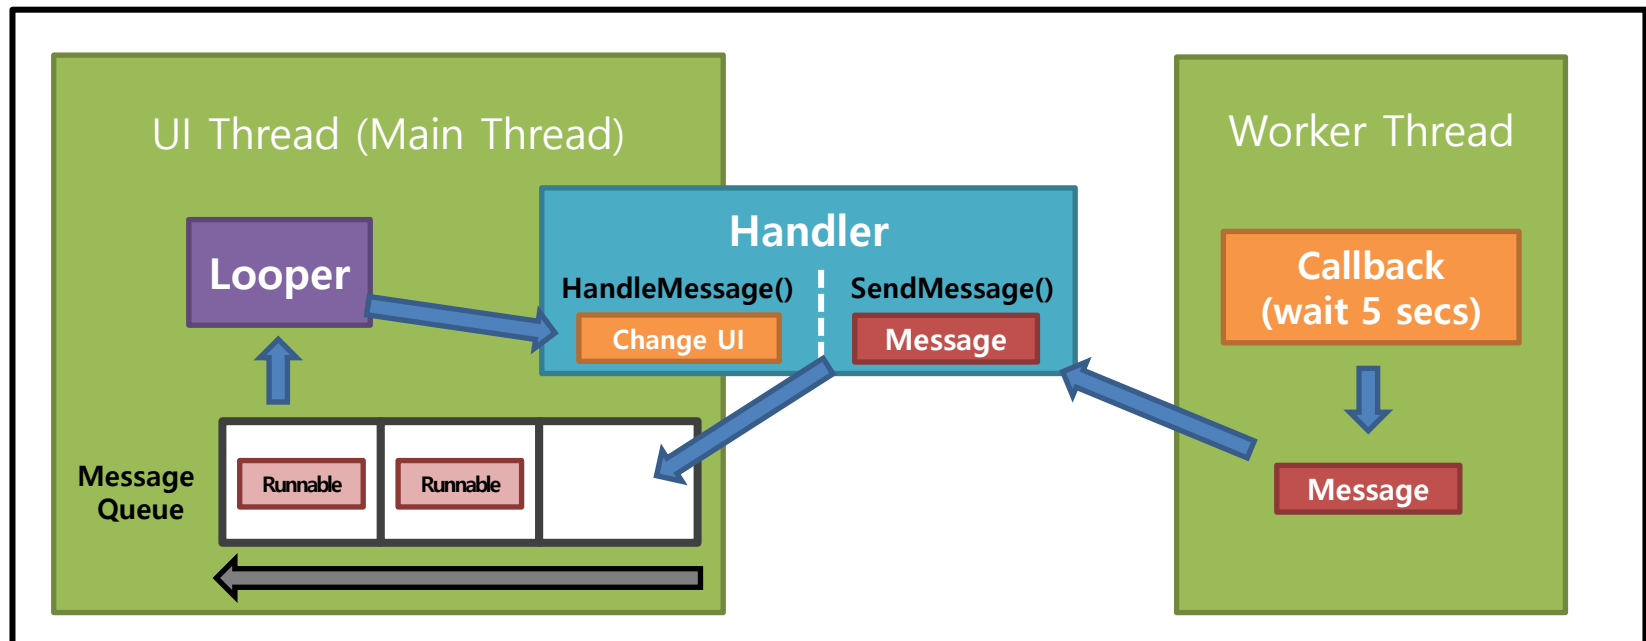 UI Thread (Main Thread)
Looper
Message
Queue
Runnable
Runnable
Handler
HandleMessage()
SendMessage()
Change UI
Message
Worker Thread
Callback
(wait 5 secs)
Message